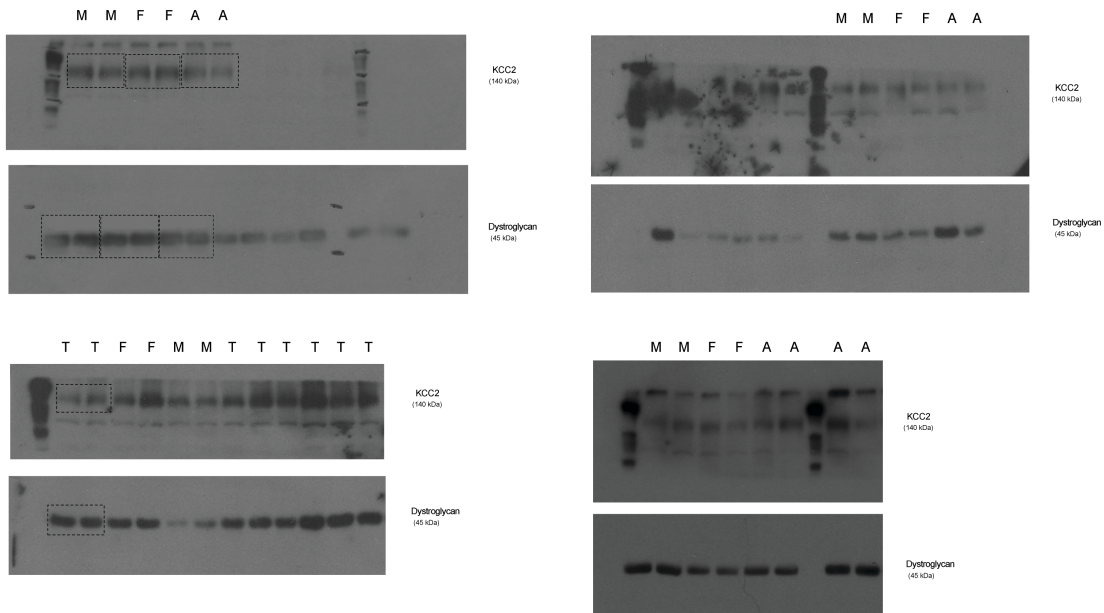 M M F F A A
KCC2
(140 kDa)
Dystroglycan
(45 kDa)
M M F F A A
KCC2
(140 kDa)
Dystroglycan
(45 kDa)
T T F F M M T T T T T T
KCC2
(140 kDa)
Dystroglycan
(45 kDa)
M M F F A A A A
KCC2
(140 kDa)
Dystroglycan
(45 kDa)